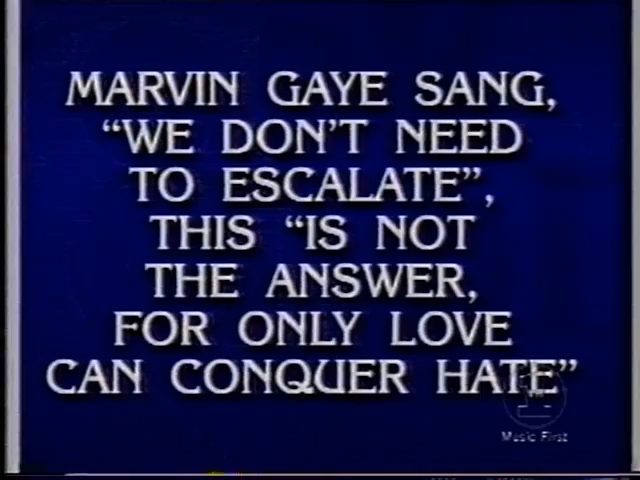 MARVIN GAYE SANG,
“WE DON'T NEED
TO ESCALATE”,
THIS “IS NOT
THE ANSWER,
FOR ONLY LOVE
CAN CONQUER HATE”
Music First